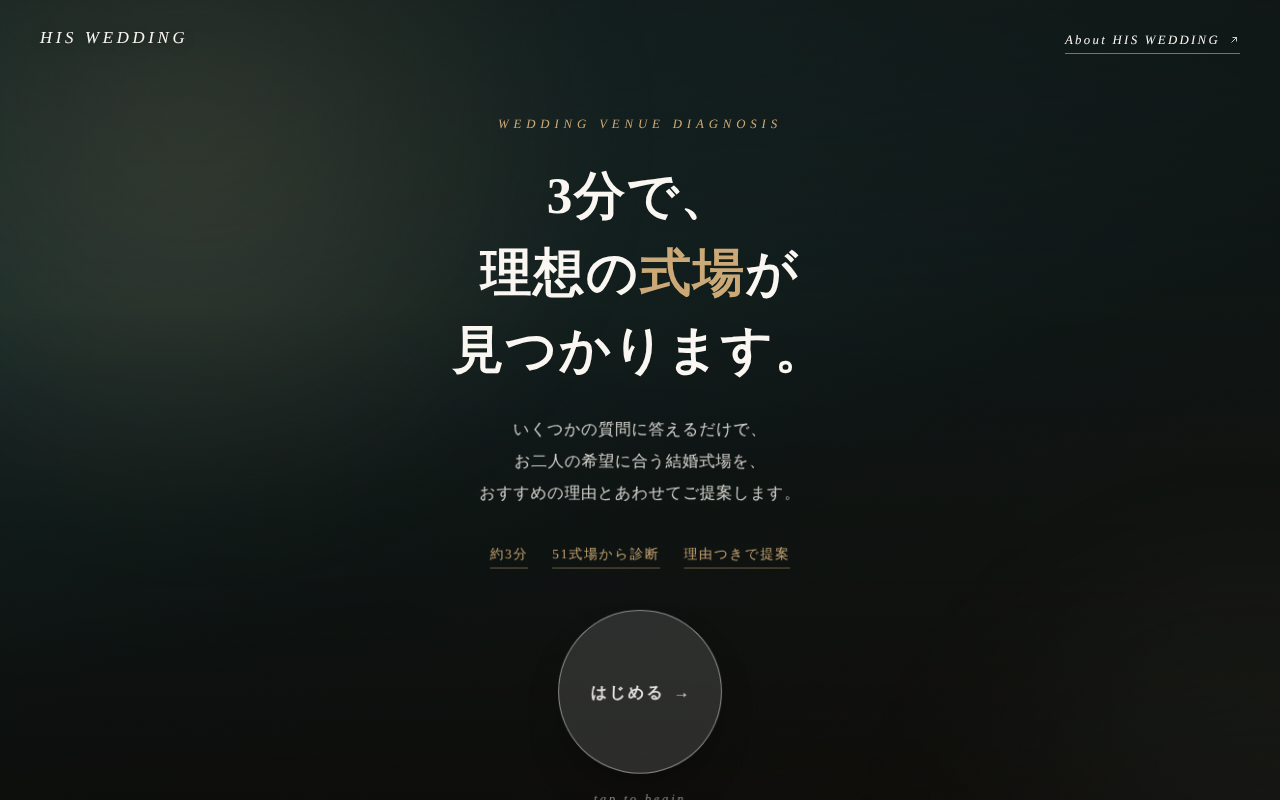 HIS WEDDING
About HIS WEDDING ↗
WEDDING VENUE DIAGNOSIS
3分で、
理想の式場が
見つかります。
いくつかの質問に答えるだけで、
お二人の希望に合う結婚式場を、
おすすめの理由とあわせてご提案します。
約3分 51式場から診断 理由つきで提案
はじめる →
tap to begin